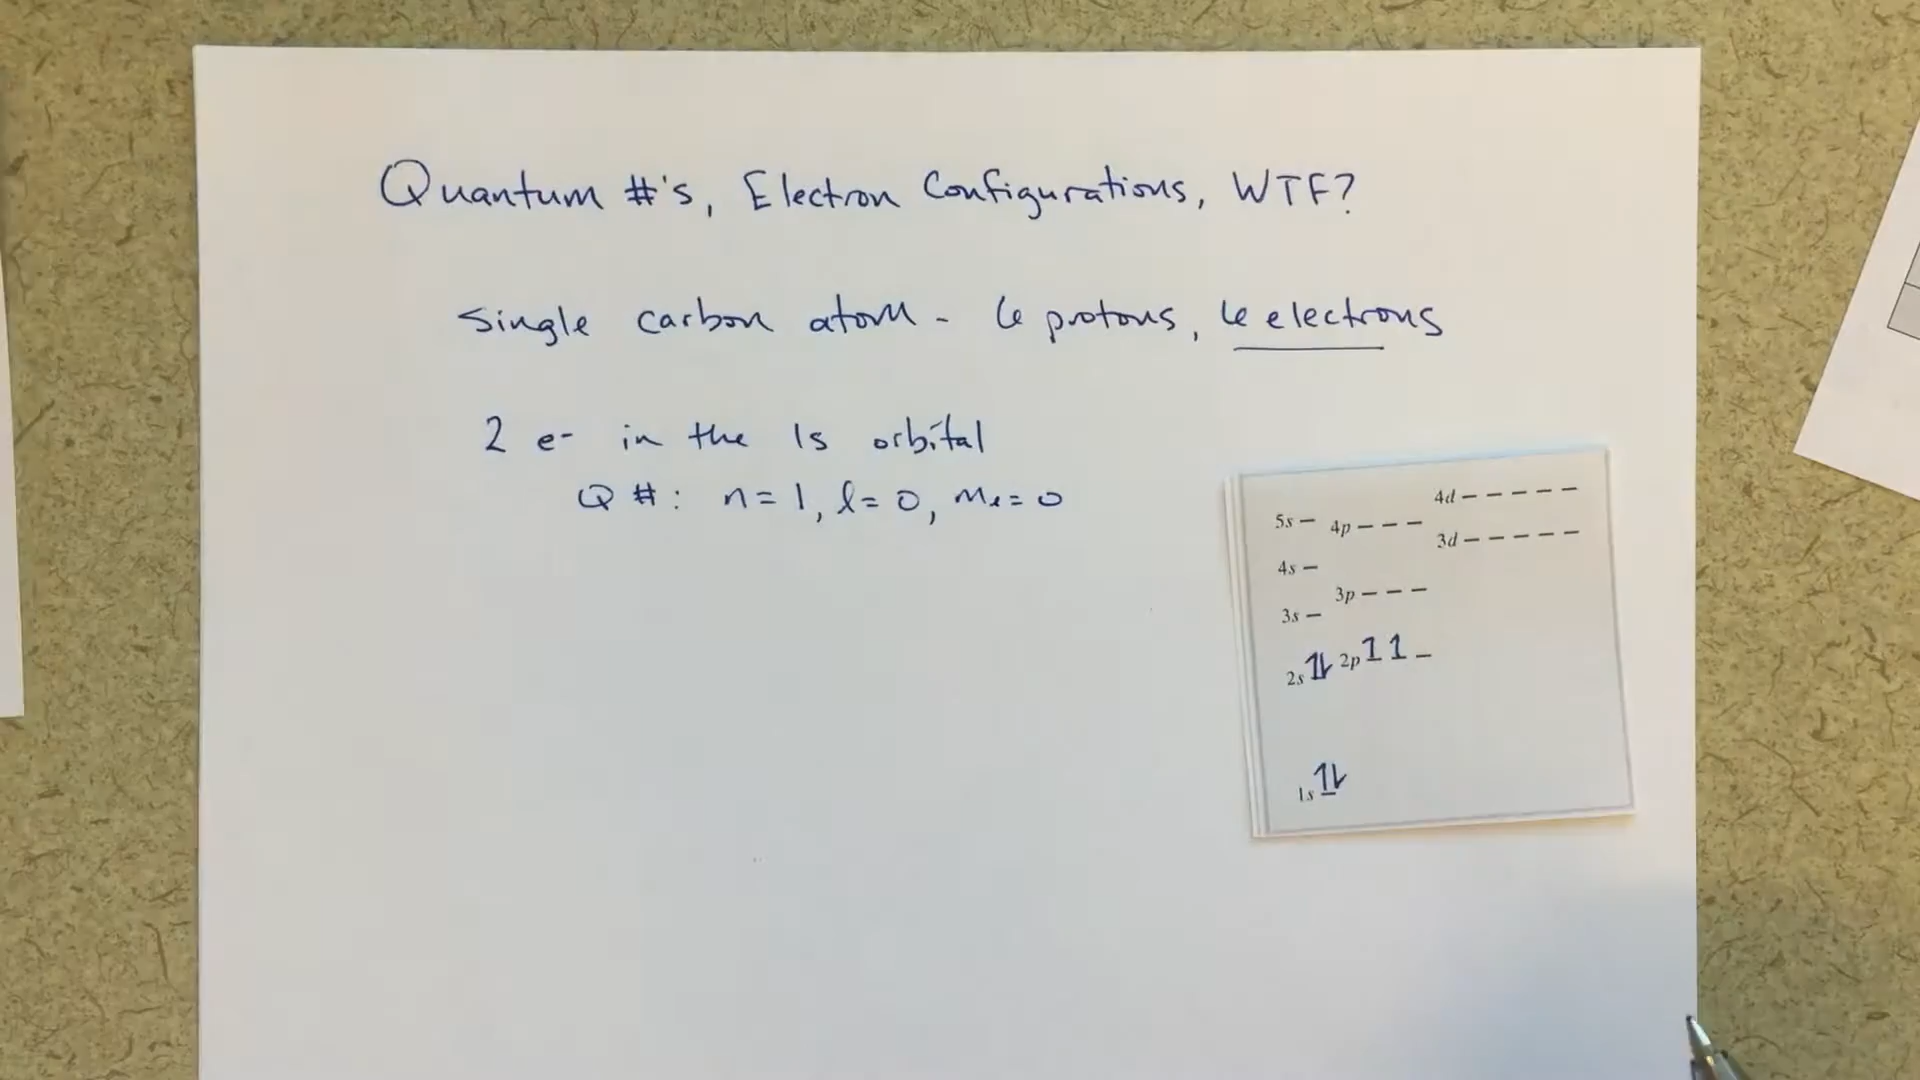 Quantum #'s, Electron Configurations, WTF?
Single carbon atom - 6 protons, 6 electrons
2 e- in the 1s orbital
Q #: n = 1, l = 0, ml = 0
4d – – – – –
5s – 4p – – –
3d – – – – –
4s –
3p – – –
3s –
2s ↿⇂ 2p ↿ ↿ –
1s ↿⇂